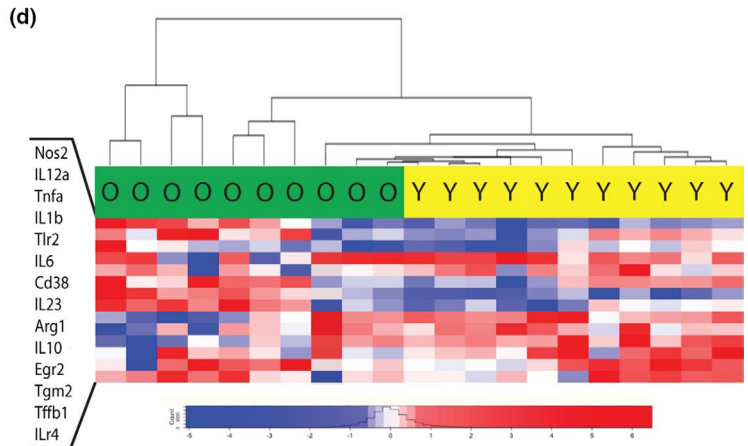 (d)
Nos2
IL12a
Tnfa
IL1b
Tlr2
IL6
Cd38
IL23
Arg1
IL10
Egr2
Tgm2
Tffb1
ILr4
O O O O O O O O O O Y Y Y Y Y Y Y Y Y Y Y
Count
-5 -4 -3 -2 -1 0 1 2 3 4 5 6